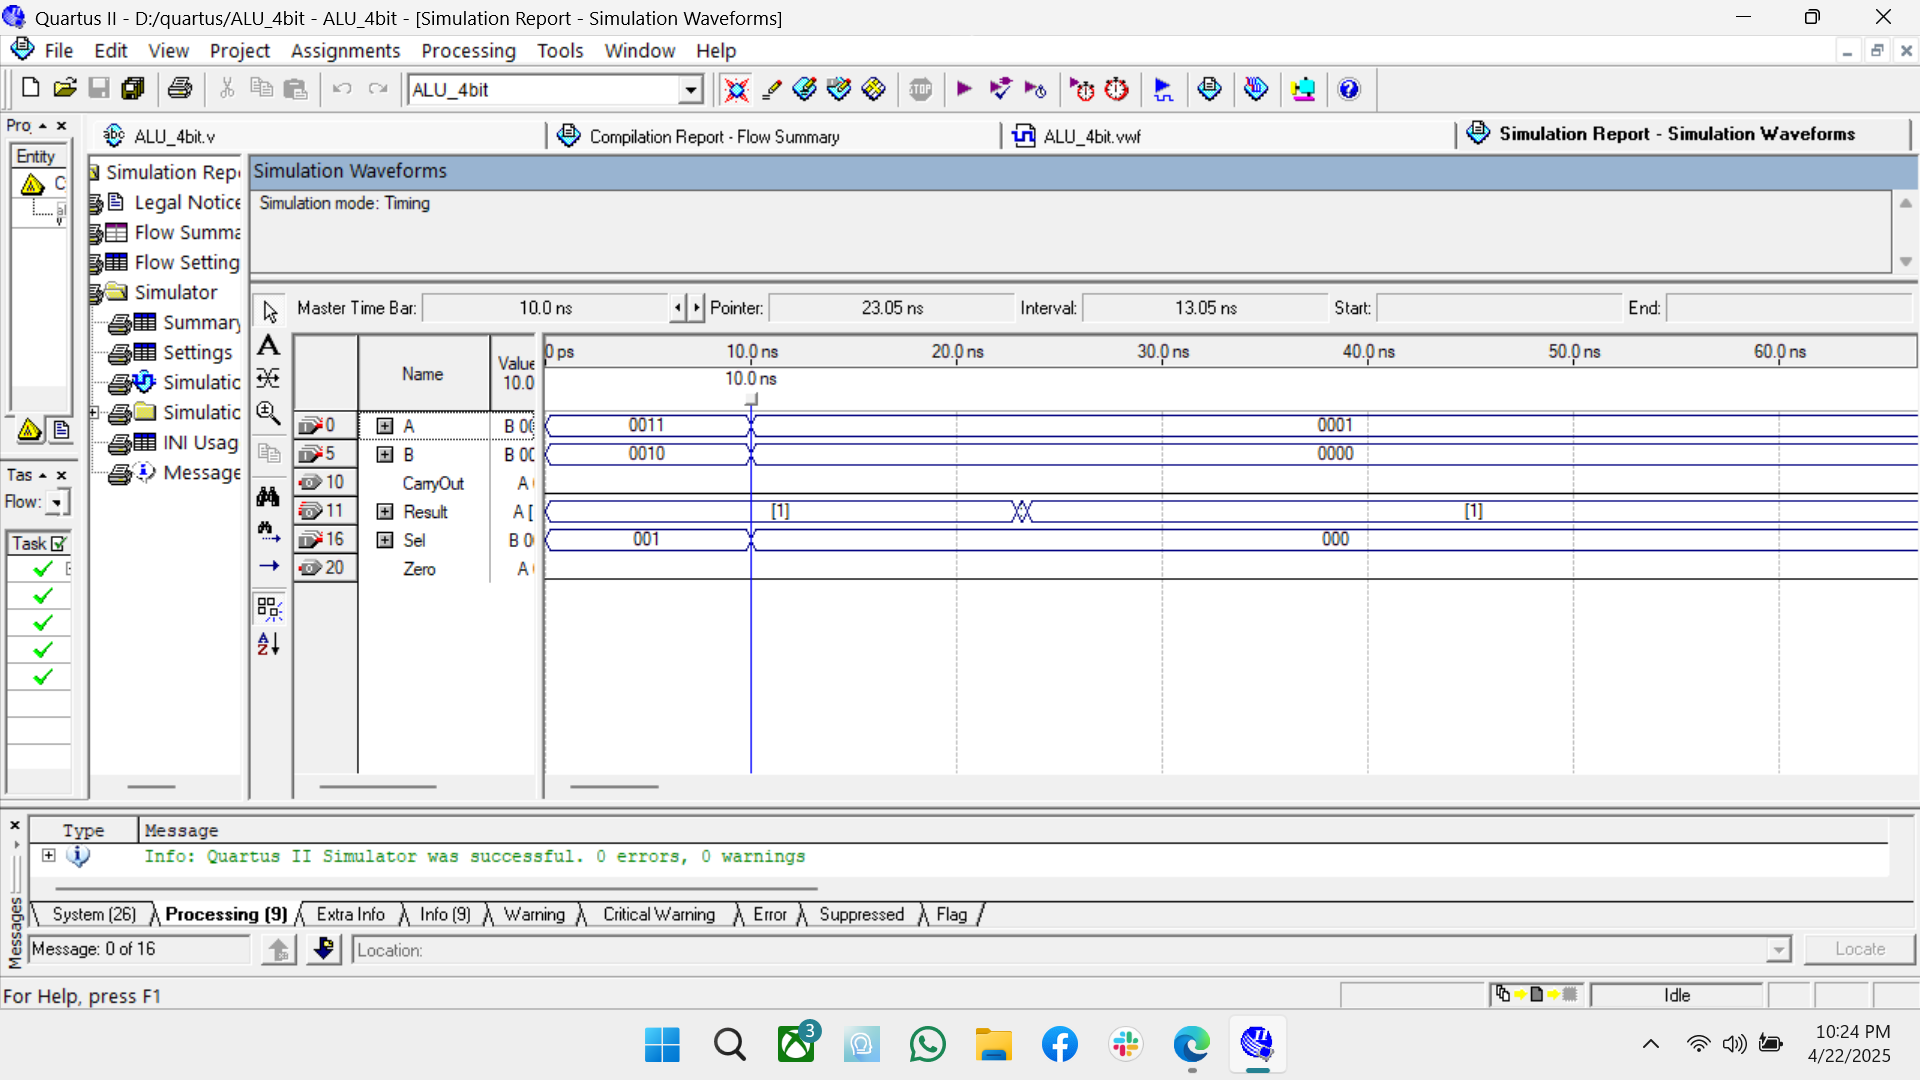 Quartus II - D:/quartus/ALU_4bit - ALU_4bit - [Simulation Report - Simulation Waveforms]
File Edit View Project Assignments Processing Tools Window Help
ALU_4bit
STOP
Pro
abc ALU_4bit.v
Compilation Report - Flow Summary
ALU_4bit.vwf
Simulation Report - Simulation Waveforms
Entity
C
Simulation Rep
Legal Notice
Flow Summa
Flow Setting
Simulator
Summary
Settings
Simulatio
Simulatio
INI Usag
Message
Simulation Waveforms
Simulation mode: Timing
Master Time Bar: 10.0 ns Pointer: 23.05 ns Interval: 13.05 ns Start: End:
Name
Value
10.0
0 ps 10.0 ns 20.0 ns 30.0 ns 40.0 ns 50.0 ns 60.0 ns
10.0 ns
0 A B 00 0011 0001
5 B B 00 0010 0000
10 CarryOut A
11 Result A [ [1] [1]
16 Sel B 0 001 000
20 Zero A
Tas
Flow:
Task
Type Message
Info: Quartus II Simulator was successful. 0 errors, 0 warnings
System (26) Processing (9) Extra Info Info (9) Warning Critical Warning Error Suppressed Flag
Messages
Message: 0 of 16
Location:
Locate
For Help, press F1
Idle
3
10:24 PM
4/22/2025